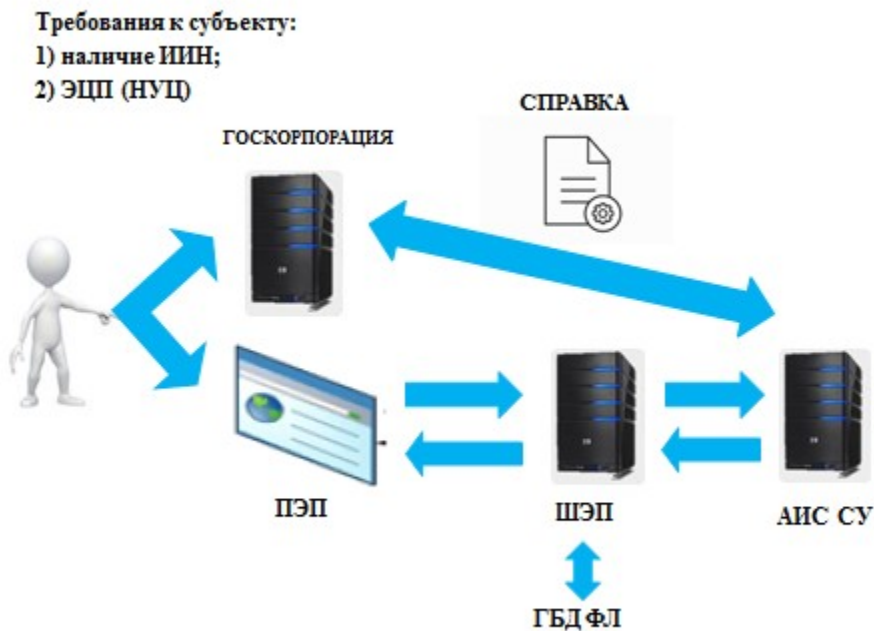 Требования к субъекту:
1) наличие ИИН;
2) ЭЦП (НУЦ)
СПРАВКА
ГОСКОРПОРАЦИЯ
ПЭП
ШЭП
АИС СУ
ГБД ФЛ